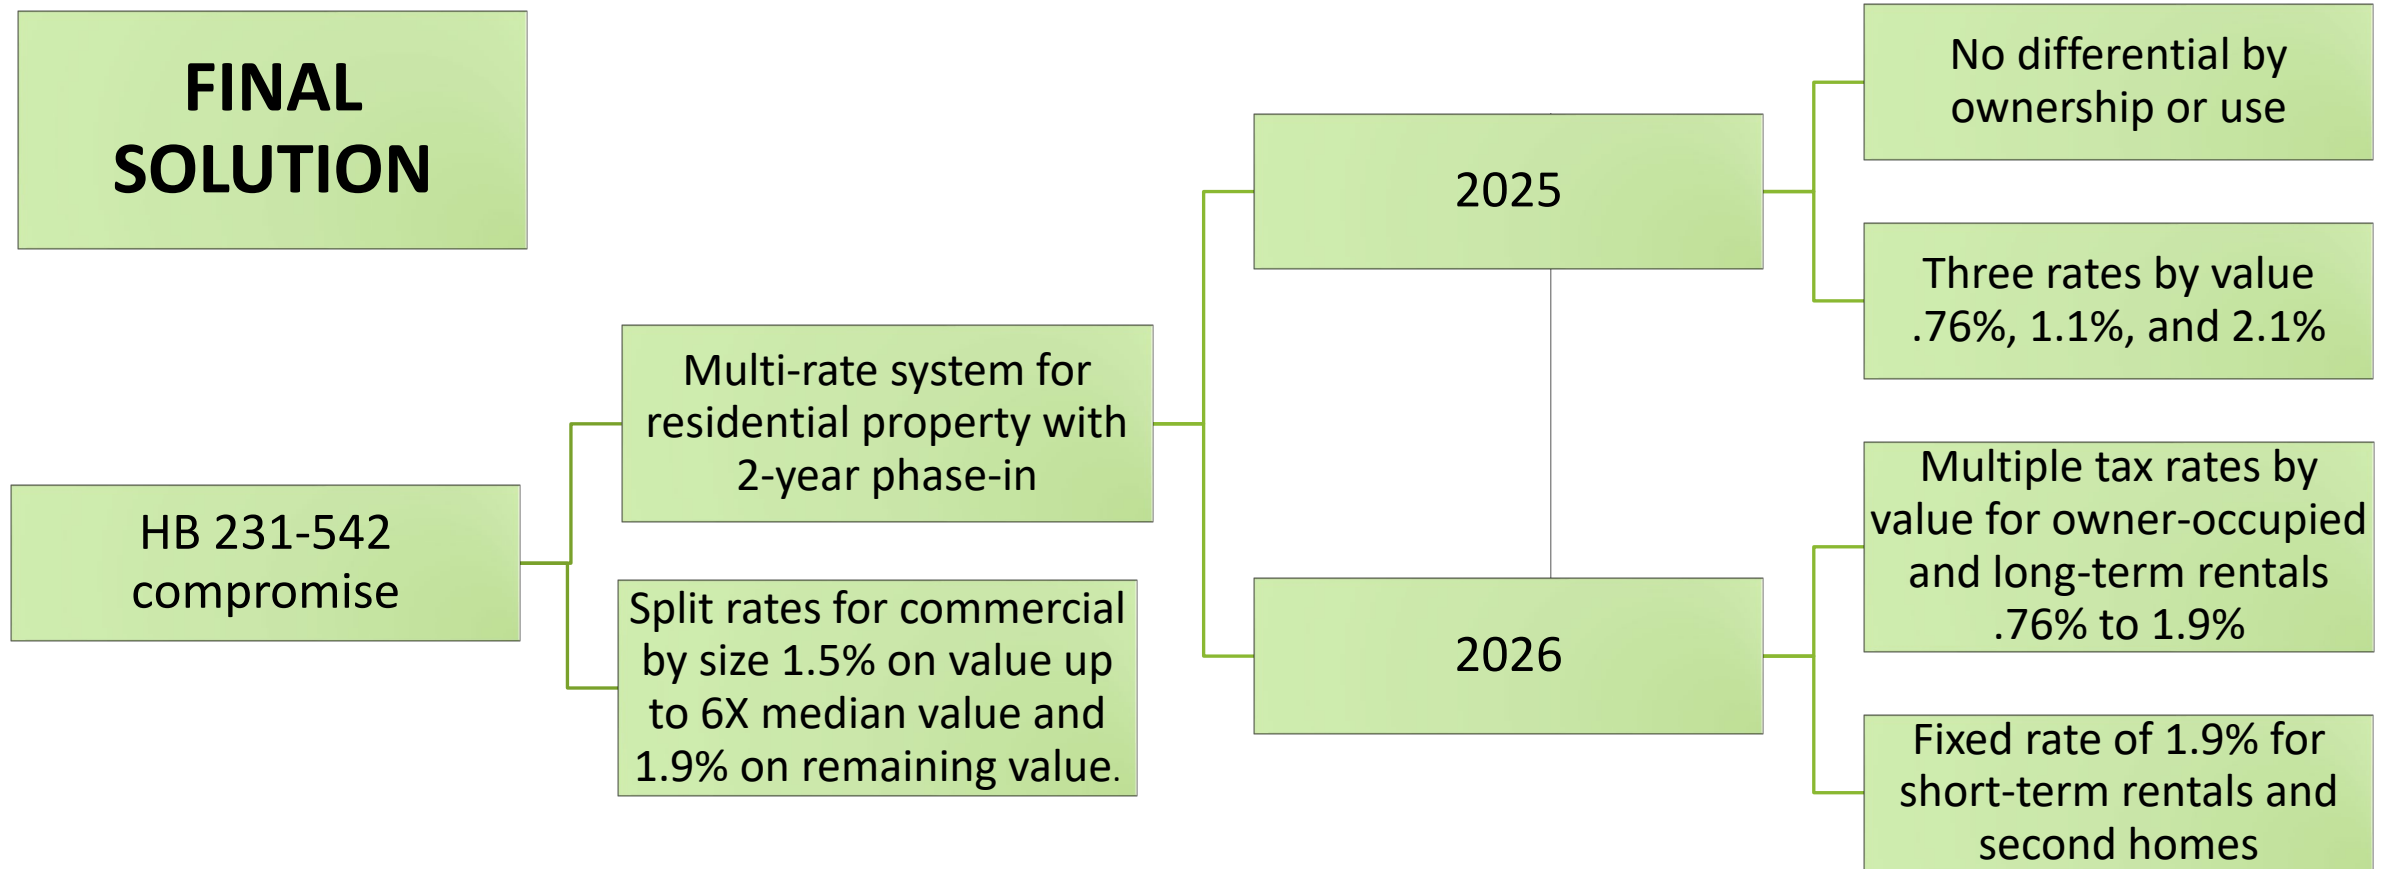 FINAL
SOLUTION
HB 231-542
compromise
Multi-rate system for
residential property with
2-year phase-in
Split rates for commercial
by size 1.5% on value up
to 6X median value and
1.9% on remaining value.
2025
No differential by
ownership or use
Three rates by value
.76%, 1.1%, and 2.1%
2026
Multiple tax rates by
value for owner-occupied
and long-term rentals
.76% to 1.9%
Fixed rate of 1.9% for
short-term rentals and
second homes